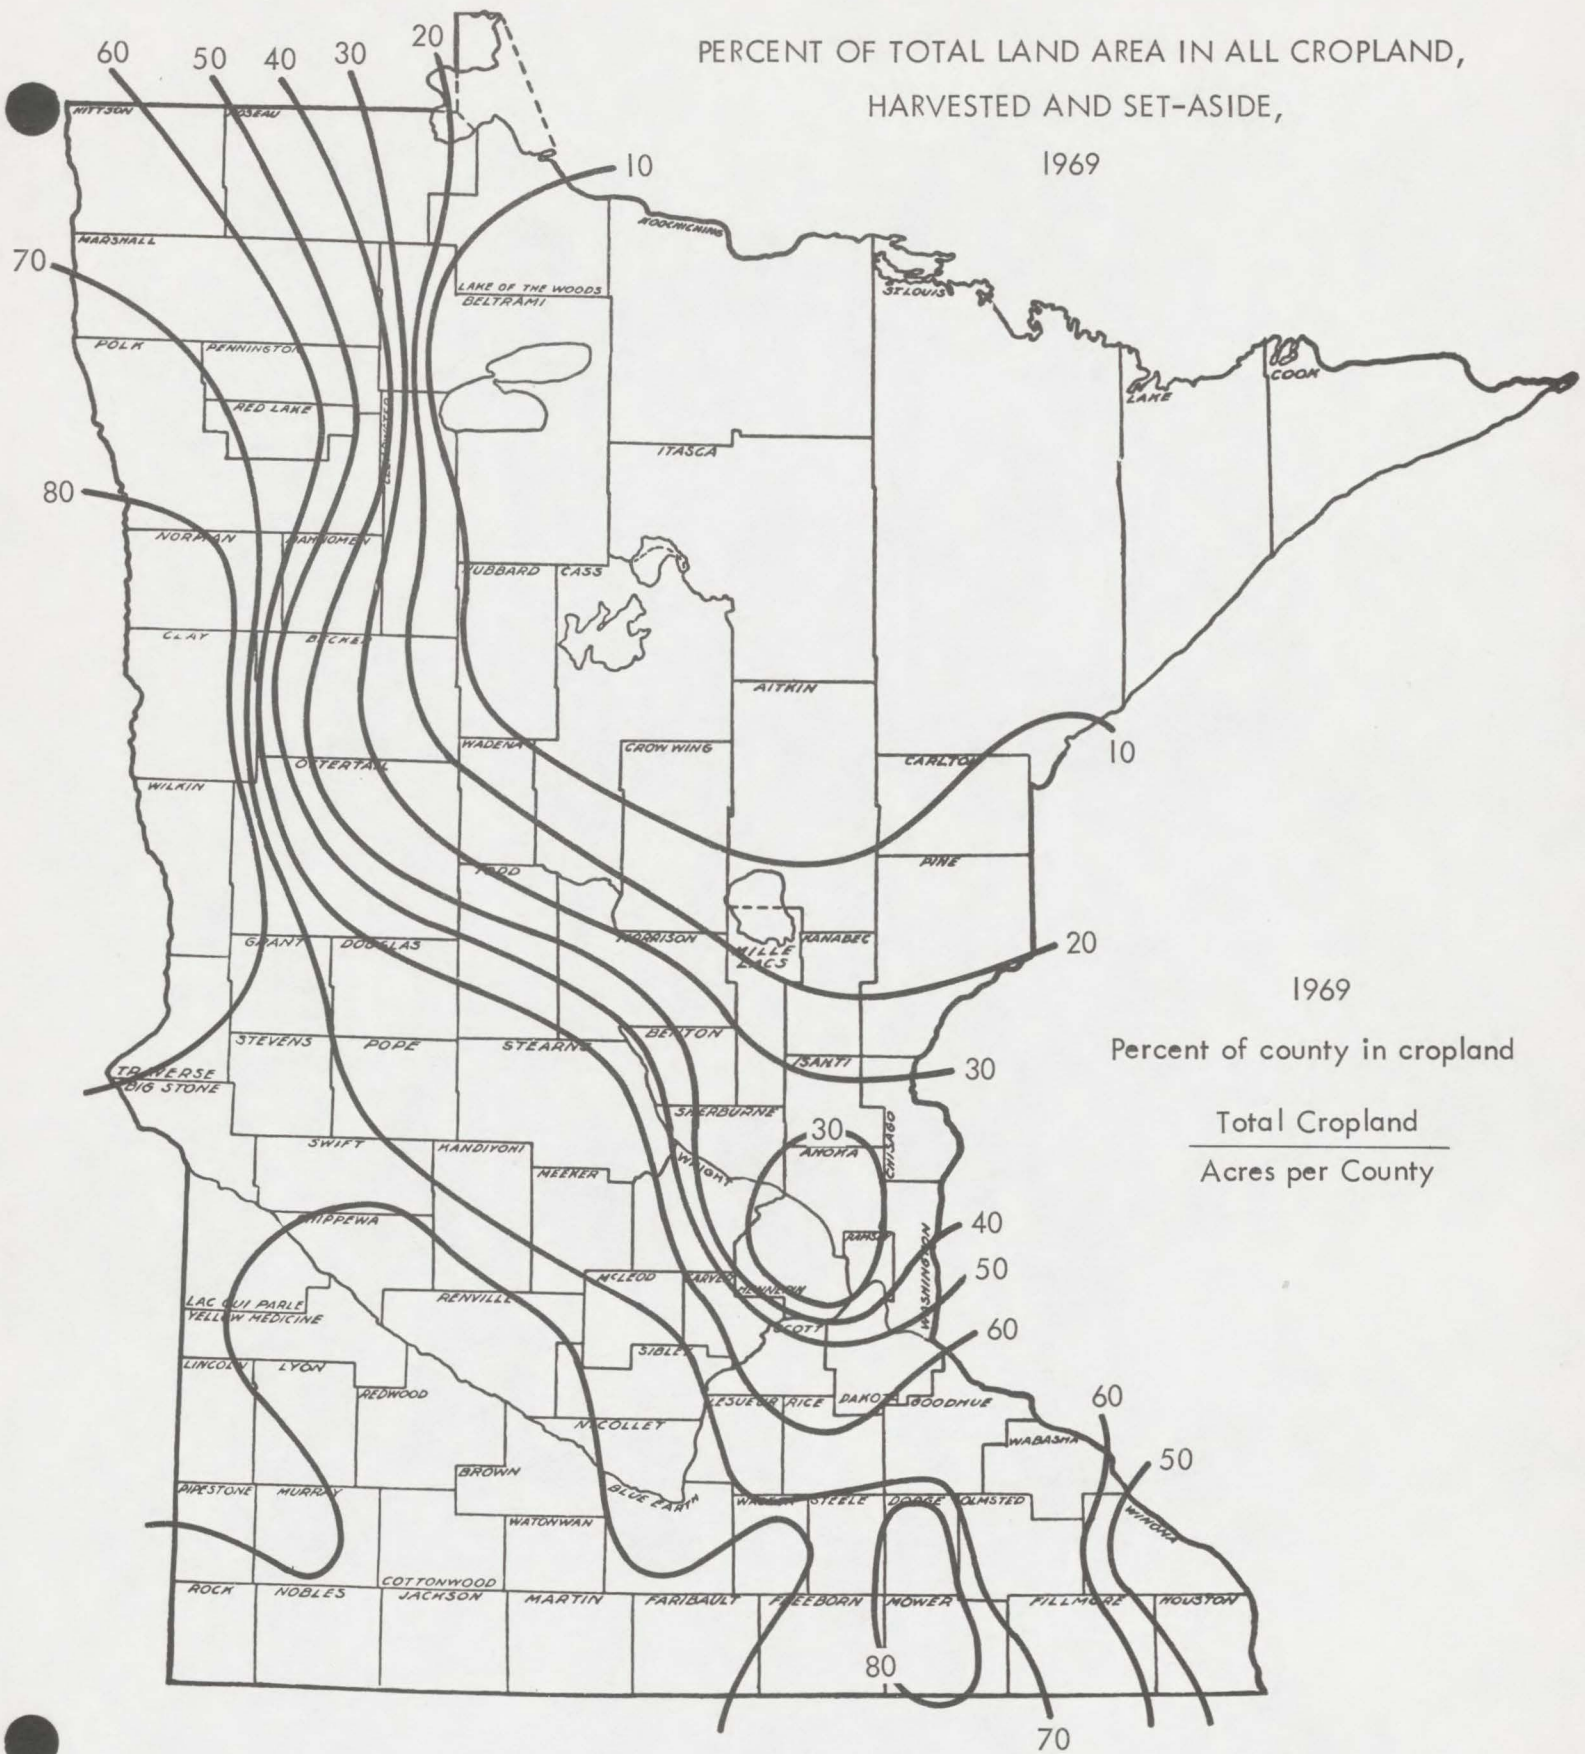 PERCENT OF TOTAL LAND AREA IN ALL CROPLAND,
HARVESTED AND SET-ASIDE,
1969
60
50
40
30
20
10
KITTSON
ROSEAU
KOOCHICHING
MARSHALL
70
LAKE OF THE WOODS
BELTRAMI
ST. LOUIS
POLK
PENNINGTON
COOK
LAKE
RED LAKE
CLEARWATER
ITASCA
80
NORMAN
MAHNOMEN
HUBBARD
CASS
CLAY
BECKER
AITKIN
WADENA
CROW WING
CARLTON
10
OTTERTAIL
WILKIN
PINE
TODD
GRANT
DOUGLAS
MORRISON
MILLE
LACS
KANABEC
20
1969
Percent of county in cropland
Total Cropland
Acres per County
STEVENS
POPE
STEARNS
BENTON
ISANTI
30
TRAVERSE
BIG STONE
SHERBURNE
30
SWIFT
KANDIYOHI
MEEKER
WRIGHT
ANOKA
CHISAGO
CHIPPEWA
RAMSEY
WASHINGTON
40
50
MCLEOD
CARVER
HENNEPIN
LAC QUI PARLE
YELLOW MEDICINE
RENVILLE
SCOTT
60
SIBLEY
LINCOLN
LYON
REDWOOD
LESUEUR
RICE
DAKOTA
GOODHUE
60
NICOLLET
WABASHA
50
BROWN
PIPESTONE
MURRAY
BLUE EARTH
WASECA
STEELE
DODGE
OLMSTED
WINONA
WATONWAN
COTTONWOOD
ROCK
NOBLES
JACKSON
MARTIN
FARIBAULT
FREEBORN
MOWER
FILLMORE
HOUSTON
80
70